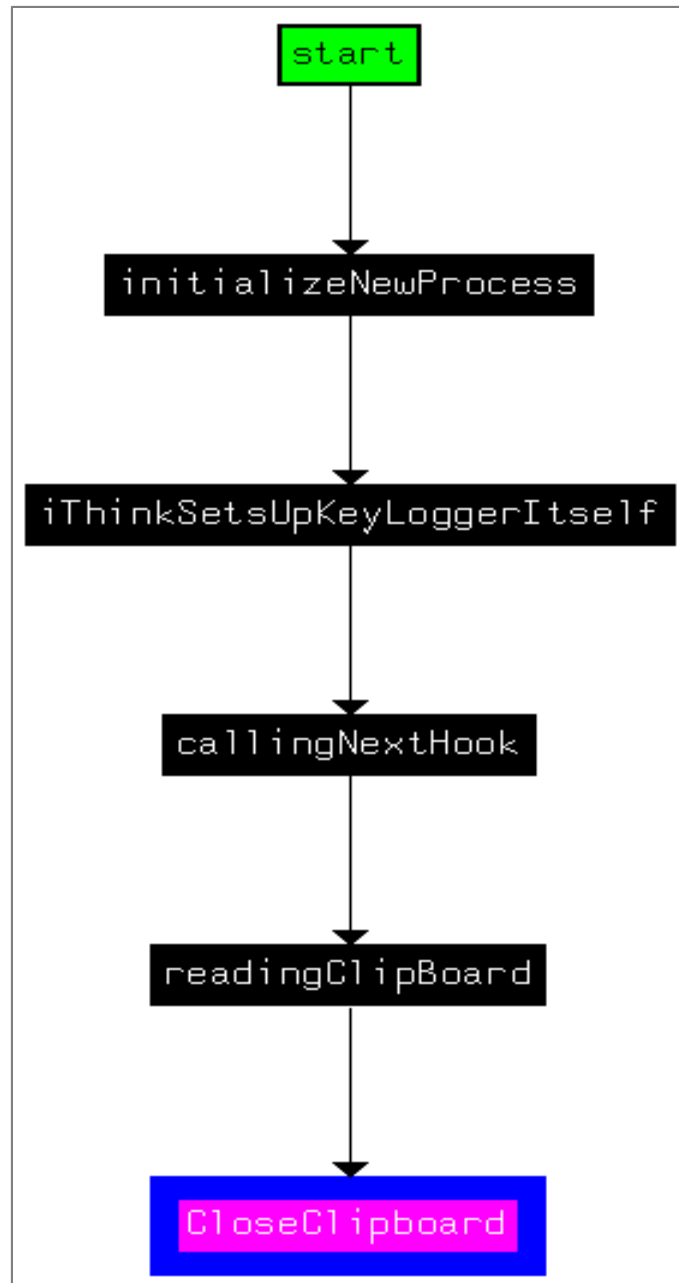 start
initializeNewProcess
iThinkSetsUpKeyLoggerItself
callingNextHook
readingClipBoard
CloseClipboard